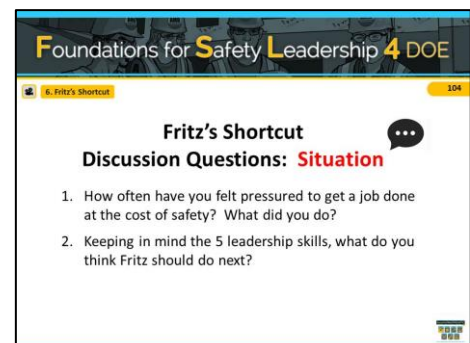 Foundations for Safety Leadership 4 DOE
6. Fritz's Shortcut
104
Fritz's Shortcut
Discussion Questions: Situation
1. How often have you felt pressured to get a job done
at the cost of safety? What did you do?
2. Keeping in mind the 5 leadership skills, what do you
think Fritz should do next?